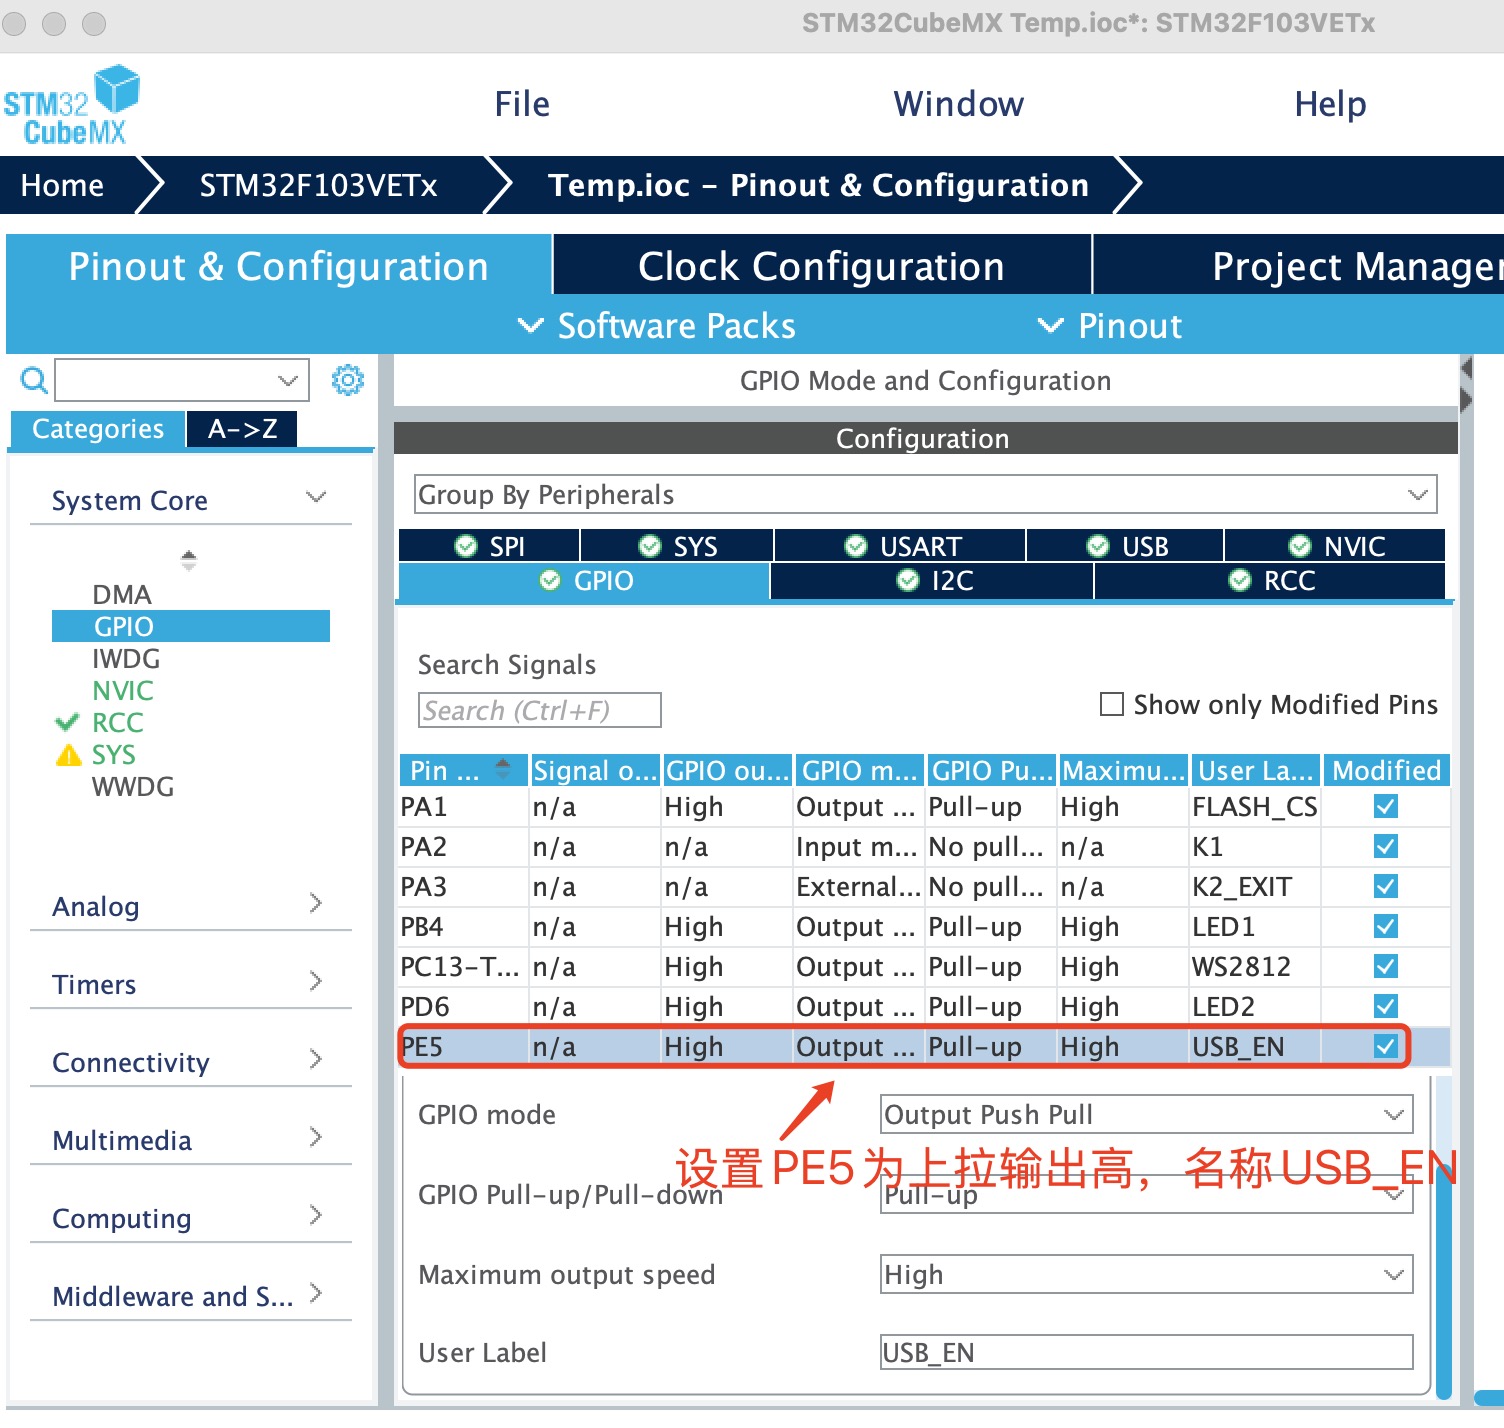 STM32CubeMX Temp.ioc*: STM32F103VETx
STM32
CubeMX
File
Window
Help
Home
STM32F103VETx
Temp.ioc – Pinout & Configuration
Pinout & Configuration
Clock Configuration
Project Manager
Software Packs
Pinout
GPIO Mode and Configuration
Categories
A->Z
Configuration
Group By Peripherals
System Core
SPI
SYS
USART
USB
NVIC
GPIO
I2C
RCC
DMA
GPIO
IWDG
NVIC
RCC
SYS
WWDG
Search Signals
Search (Ctrl+F)
Show only Modified Pins
Pin ... Signal o... GPIO ou... GPIO m... GPIO Pu... Maximu... User La... Modified
PA1 n/a High Output ... Pull-up High FLASH_CS
PA2 n/a n/a Input m... No pull... n/a K1
PA3 n/a n/a External... No pull... n/a K2_EXIT
PB4 n/a High Output ... Pull-up High LED1
PC13-T... n/a High Output ... Pull-up High WS2812
PD6 n/a High Output ... Pull-up High LED2
PE5 n/a High Output ... Pull-up High USB_EN
Analog
Timers
Connectivity
Multimedia
Computing
Middleware and S...
GPIO mode
Output Push Pull
设置PE5为上拉输出高，名称USB_EN
GPIO Pull-up/Pull-down
Pull-up
Maximum output speed
High
User Label
USB_EN